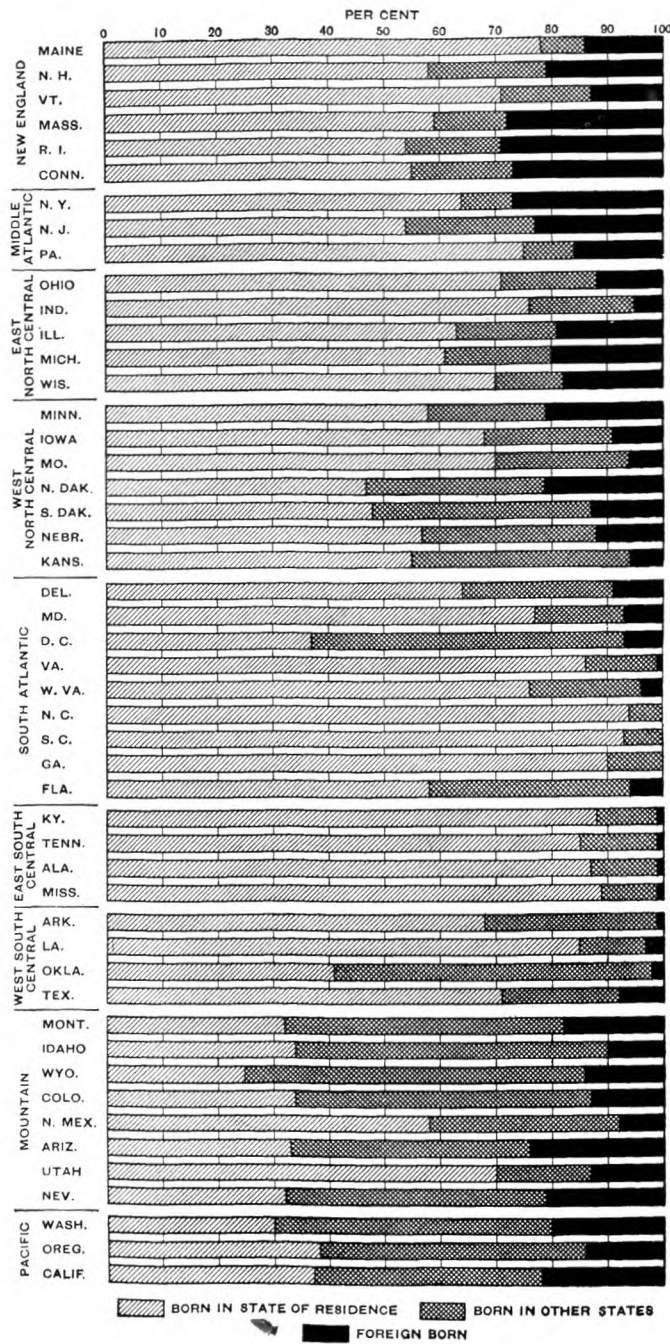 PER CENT
0 10 20 30 40 50 60 70 80 90 100
NEW ENGLAND
MAINE
N. H.
VT.
MASS.
R. I.
CONN.
MIDDLE ATLANTIC
N. Y.
N. J.
PA.
EAST NORTH CENTRAL
OHIO
IND.
ILL.
MICH.
WIS.
WEST NORTH CENTRAL
MINN.
IOWA
MO.
N. DAK.
S. DAK.
NEBR.
KANS.
SOUTH ATLANTIC
DEL.
MD.
D. C.
VA.
W. VA.
N. C.
S. C.
GA.
FLA.
EAST SOUTH CENTRAL
KY.
TENN.
ALA.
MISS.
WEST SOUTH CENTRAL
ARK.
LA.
OKLA.
TEX.
MOUNTAIN
MONT.
IDAHO
WYO.
COLO.
N. MEX.
ARIZ.
UTAH
NEV.
PACIFIC
WASH.
OREG.
CALIF.
BORN IN STATE OF RESIDENCE
BORN IN OTHER STATES
FOREIGN BORN